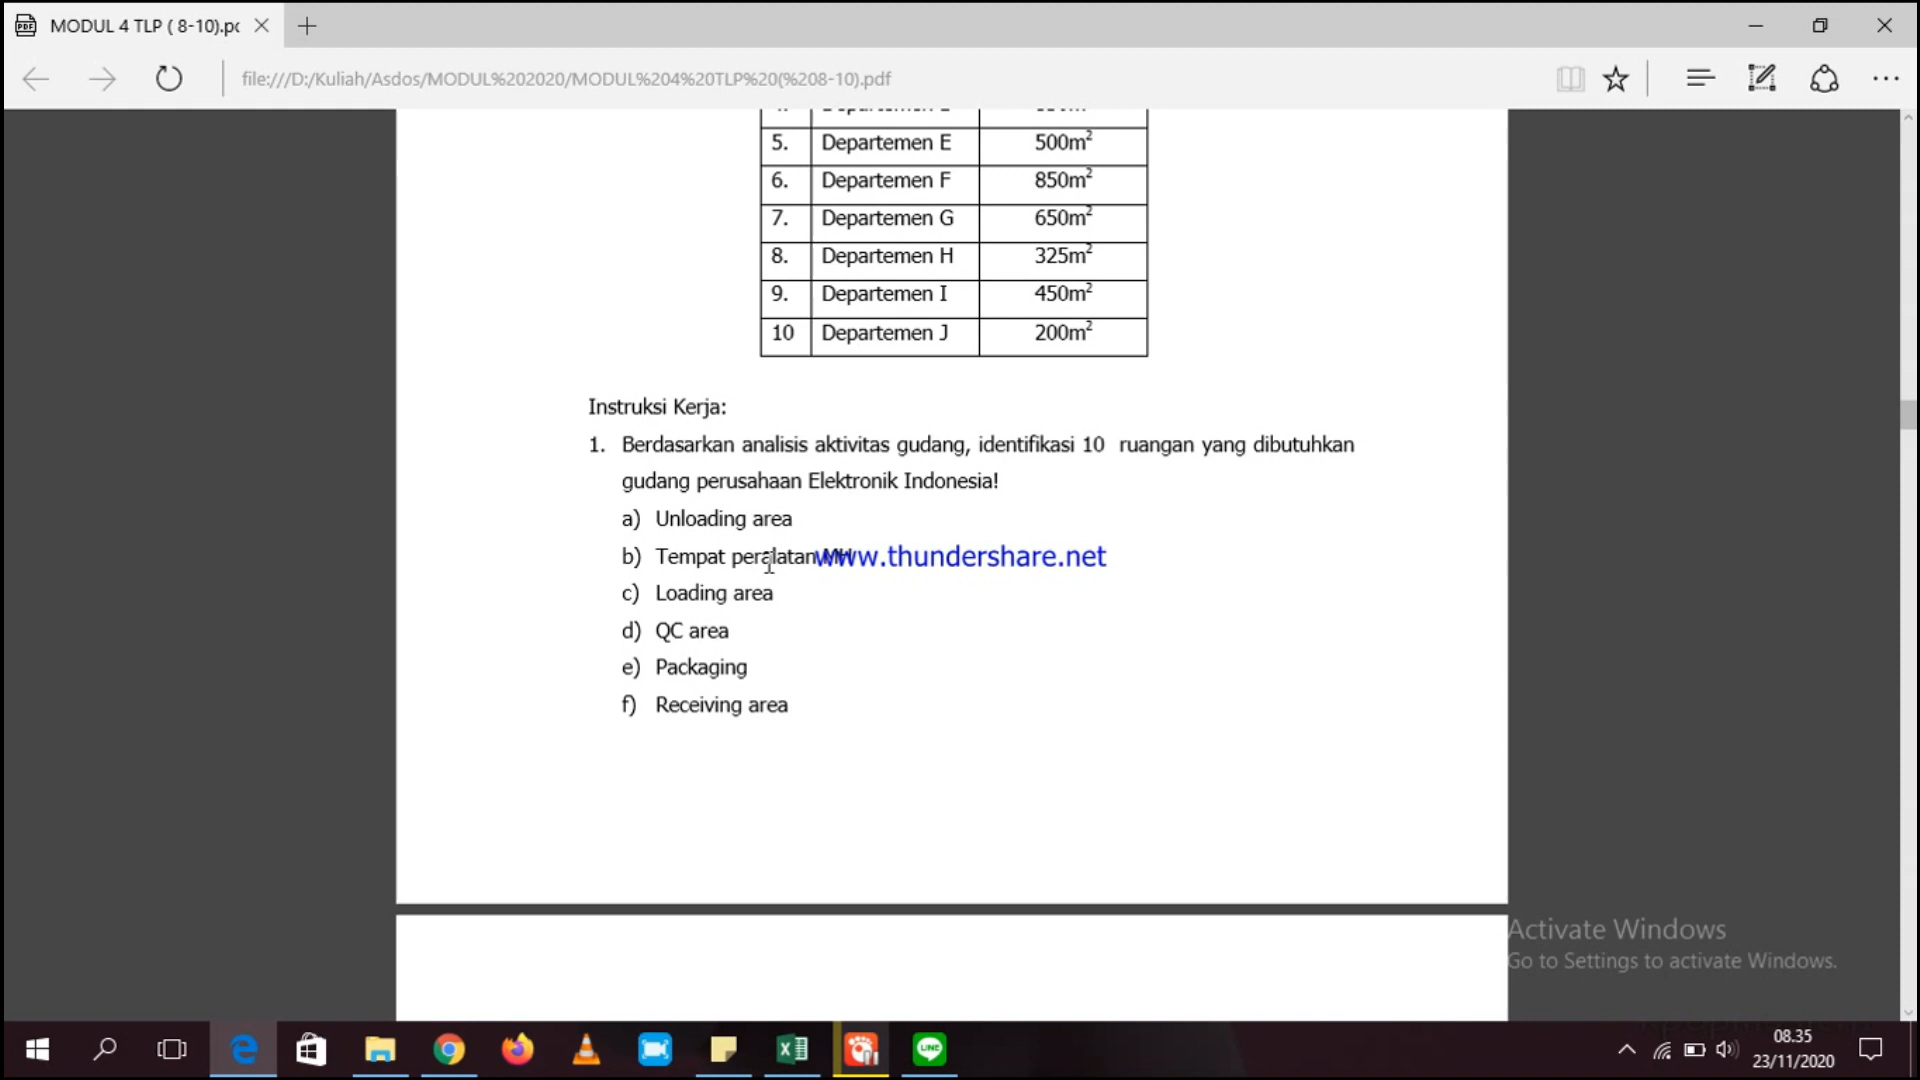 MODUL 4 TLP ( 8-10).pc
file:///D:/Kuliah/Asdos/MODUL%202020/MODUL%204%20TLP%20(%208-10).pdf
5. Departemen E 500m²
6. Departemen F 850m²
7. Departemen G 650m²
8. Departemen H 325m²
9. Departemen I 450m²
10 Departemen J 200m²
Instruksi Kerja:
1. Berdasarkan analisis aktivitas gudang, identifikasi 10 ruangan yang dibutuhkan
gudang perusahaan Elektronik Indonesia!
a) Unloading area
b) Tempat peralatan MH
www.thundershare.net
c) Loading area
d) QC area
e) Packaging
f) Receiving area
Activate Windows
Go to Settings to activate Windows.
08.35
23/11/2020